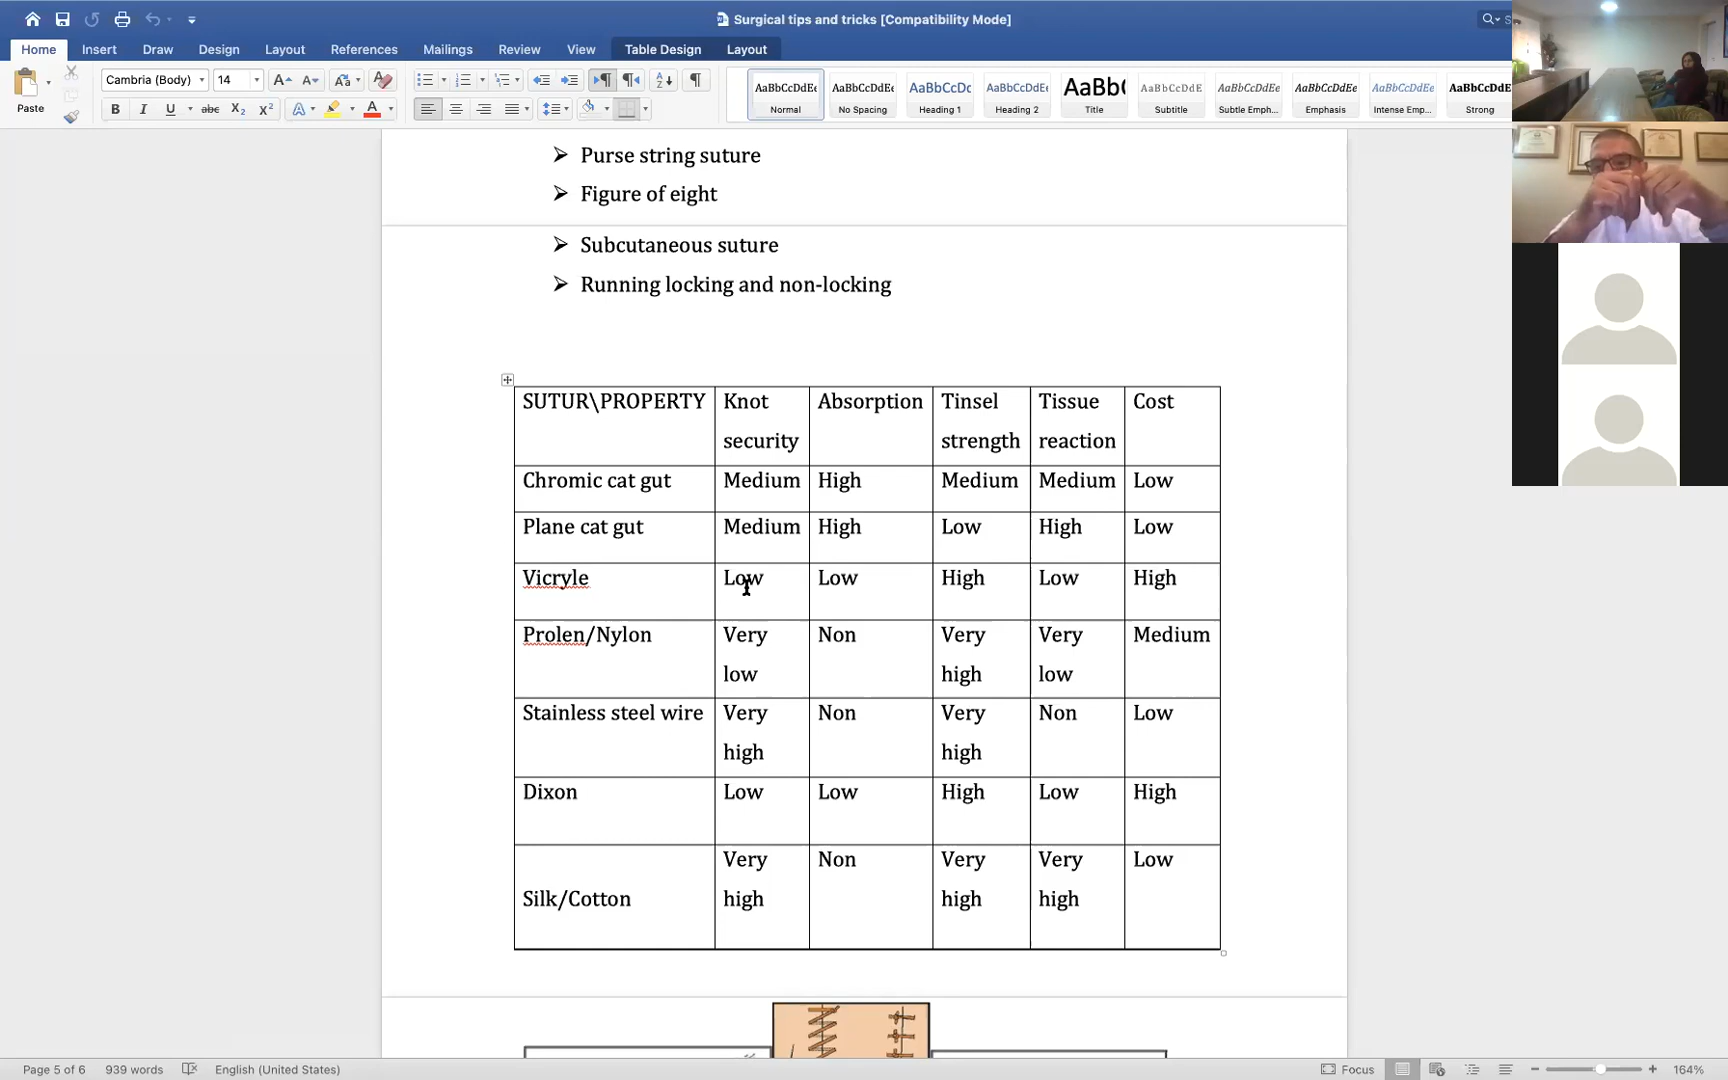 Surgical tips and tricks [Compatibility Mode]
Home Insert Draw Design Layout References Mailings Review View Table Design Layout
Paste
Cambria (Body) 14
B I U abc X2 X2
AaBbCcDdEe AaBbCcDdEe AaBbCcDc AaBbCcDdEe AaBbC AaBbCcDdE AaBbCcDdEe AaBbCcDdEe AaBbCcDdEe AaBbCcDdEe
Normal No Spacing Heading 1 Heading 2 Title Subtitle Subtle Emph... Emphasis Intense Emp... Strong
➢ Purse string suture
➢ Figure of eight
➢ Subcutaneous suture
➢ Running locking and non-locking
SUTUR\PROPERTY Knot security Absorption Tinsel strength Tissue reaction Cost
Chromic cat gut Medium High Medium Medium Low
Plane cat gut Medium High Low High Low
Vicryle Low Low High Low High
Prolen/Nylon Very low Non Very high Very low Medium
Stainless steel wire Very high Non Very high Non Low
Dixon Low Low High Low High
Silk/Cotton Very high Non Very high Very high Low
Page 5 of 6 939 words English (United States) Focus 164%